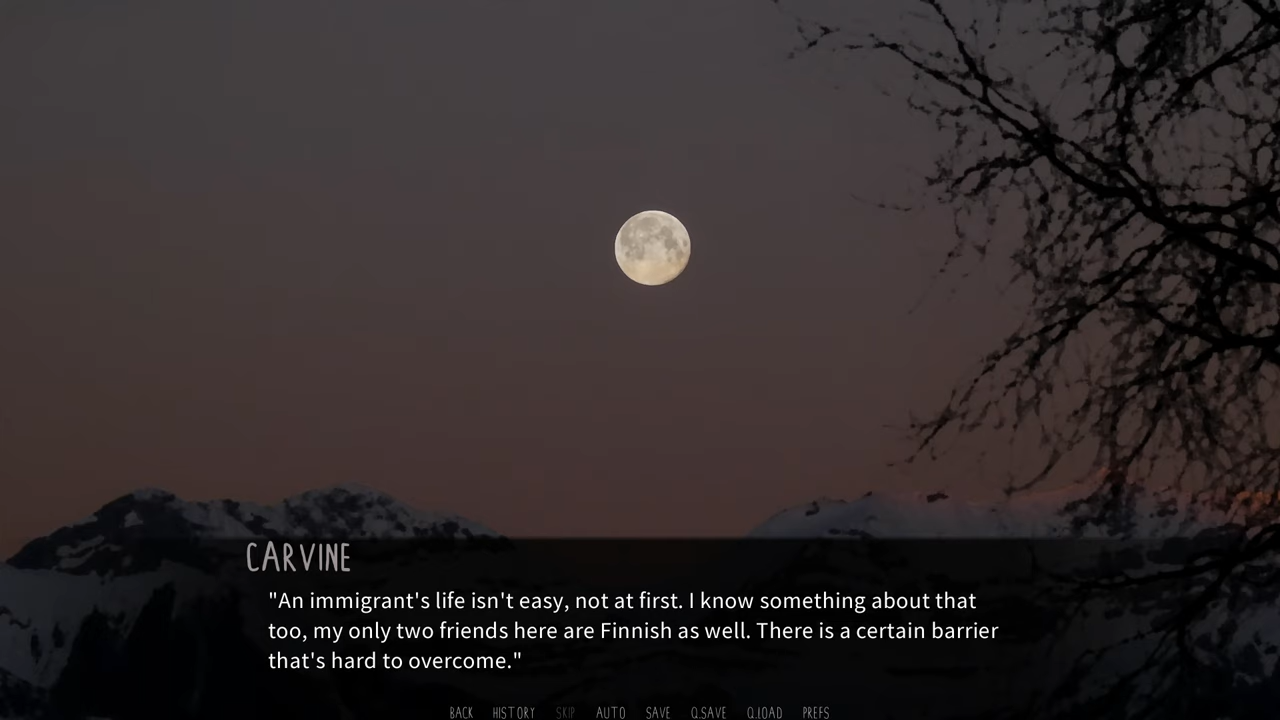 CARVINE
"An immigrant's life isn't easy, not at first. I know something about that
too, my only two friends here are Finnish as well. There is a certain barrier
that's hard to overcome."
BACK HISTORY SKIP AUTO SAVE Q.SAVE Q.LOAD PREFS